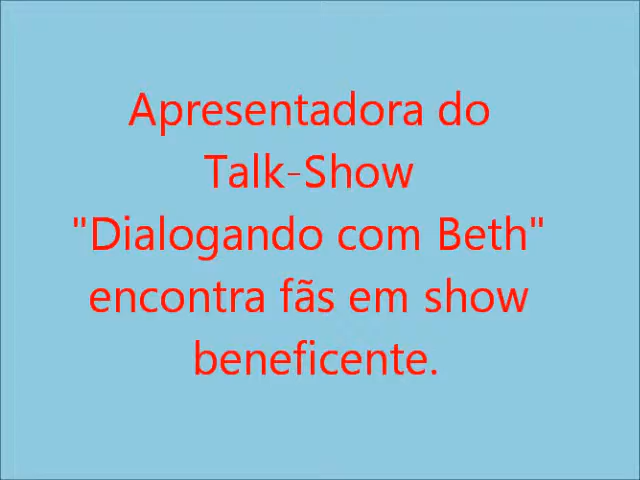 Apresentadora do
Talk-Show
"Dialogando com Beth"
encontra fãs em show
beneficente.